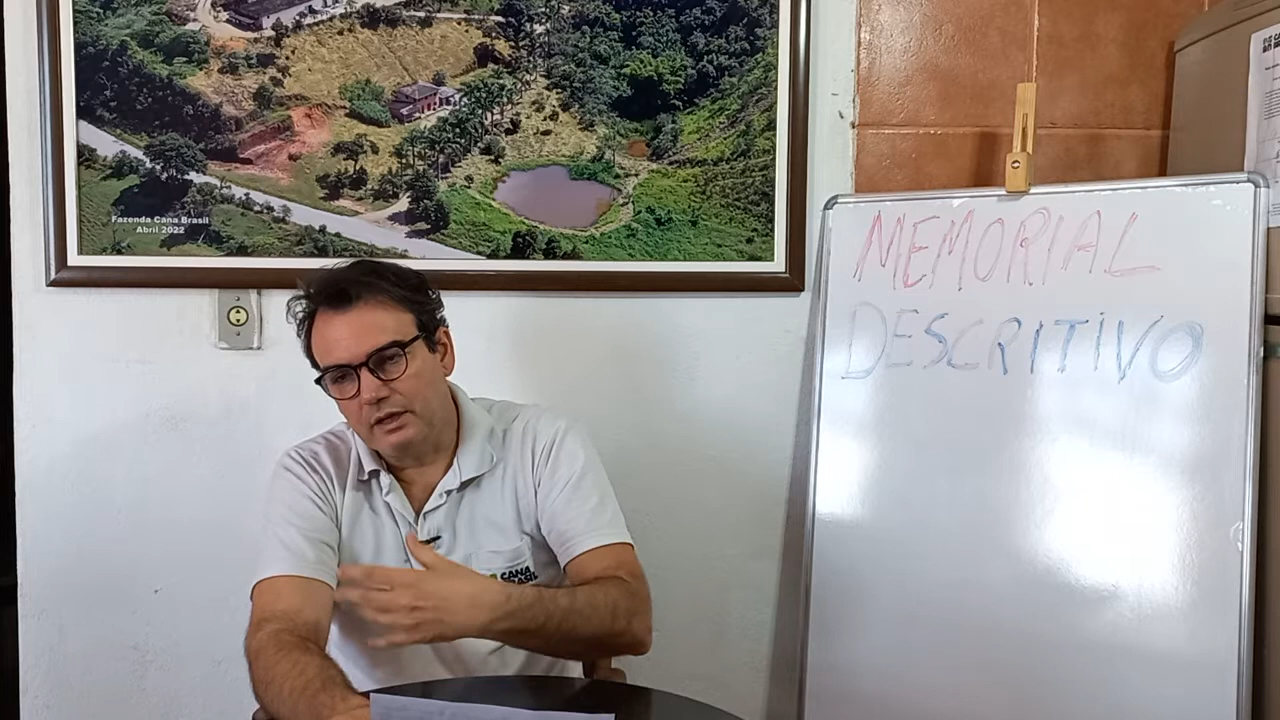 Fazenda Cana Brasil
Abril 2022
MEMORIAL
DESCRITIVO
CANA
BRASIL